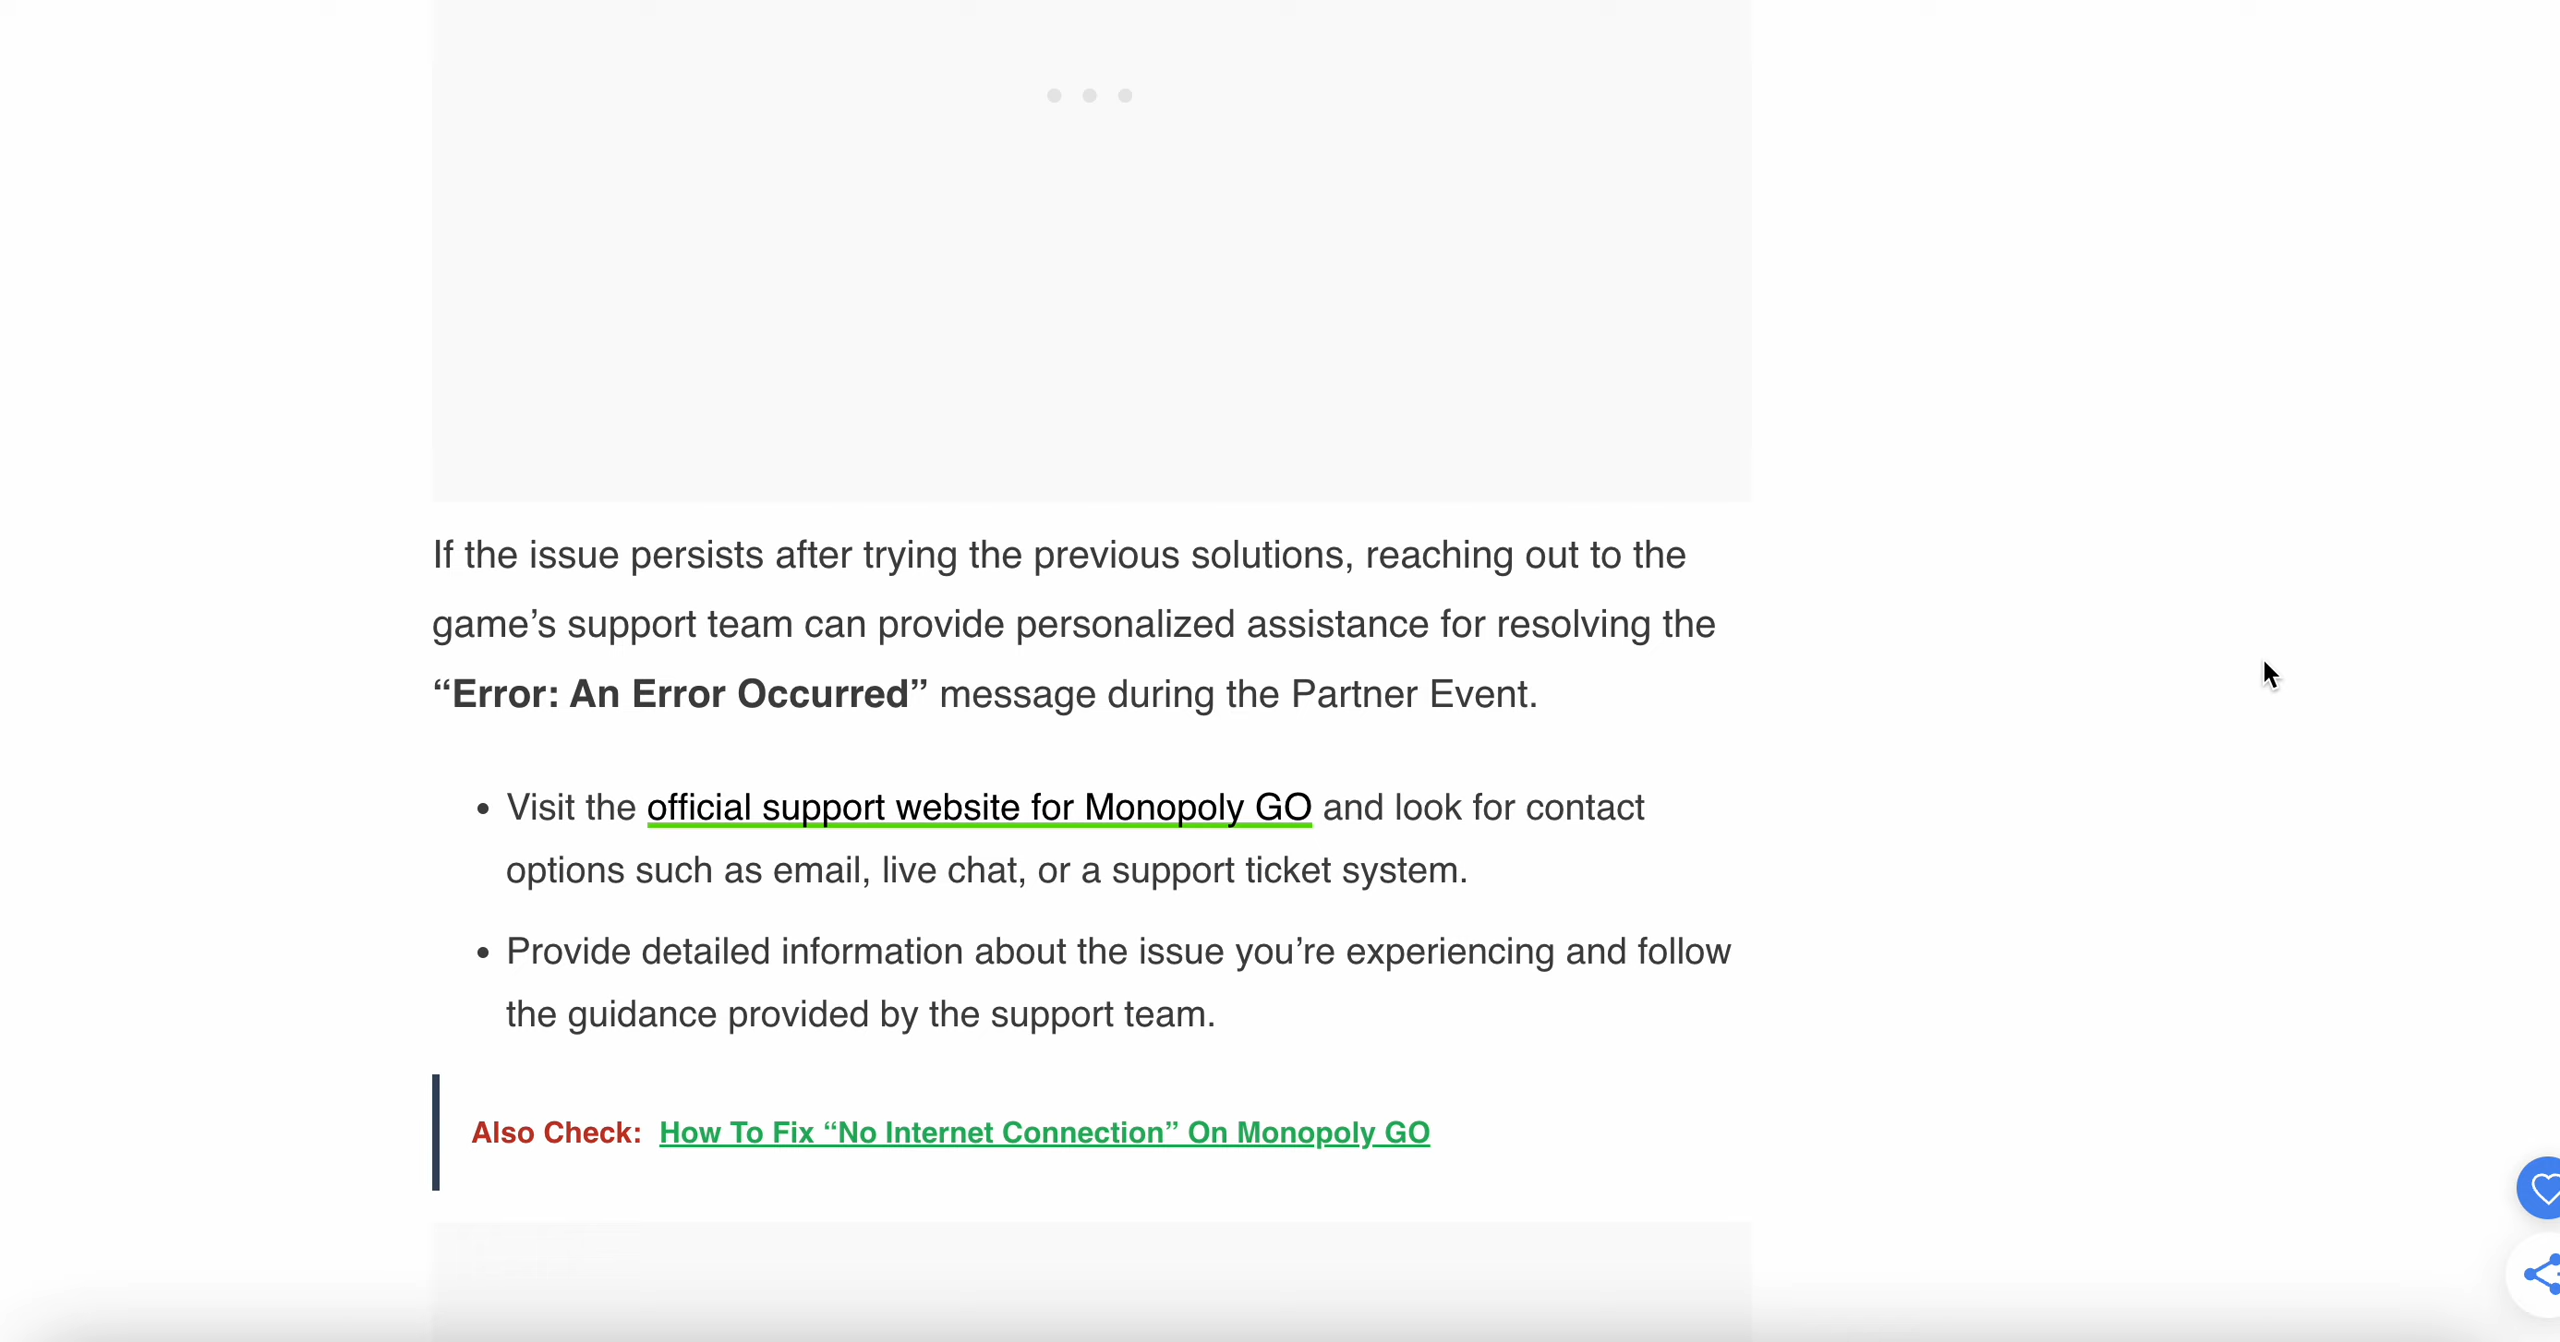 If the issue persists after trying the previous solutions, reaching out to the
game’s support team can provide personalized assistance for resolving the
“Error: An Error Occurred” message during the Partner Event.
• Visit the official support website for Monopoly GO and look for contact
options such as email, live chat, or a support ticket system.
• Provide detailed information about the issue you’re experiencing and follow
the guidance provided by the support team.
Also Check: How To Fix “No Internet Connection” On Monopoly GO